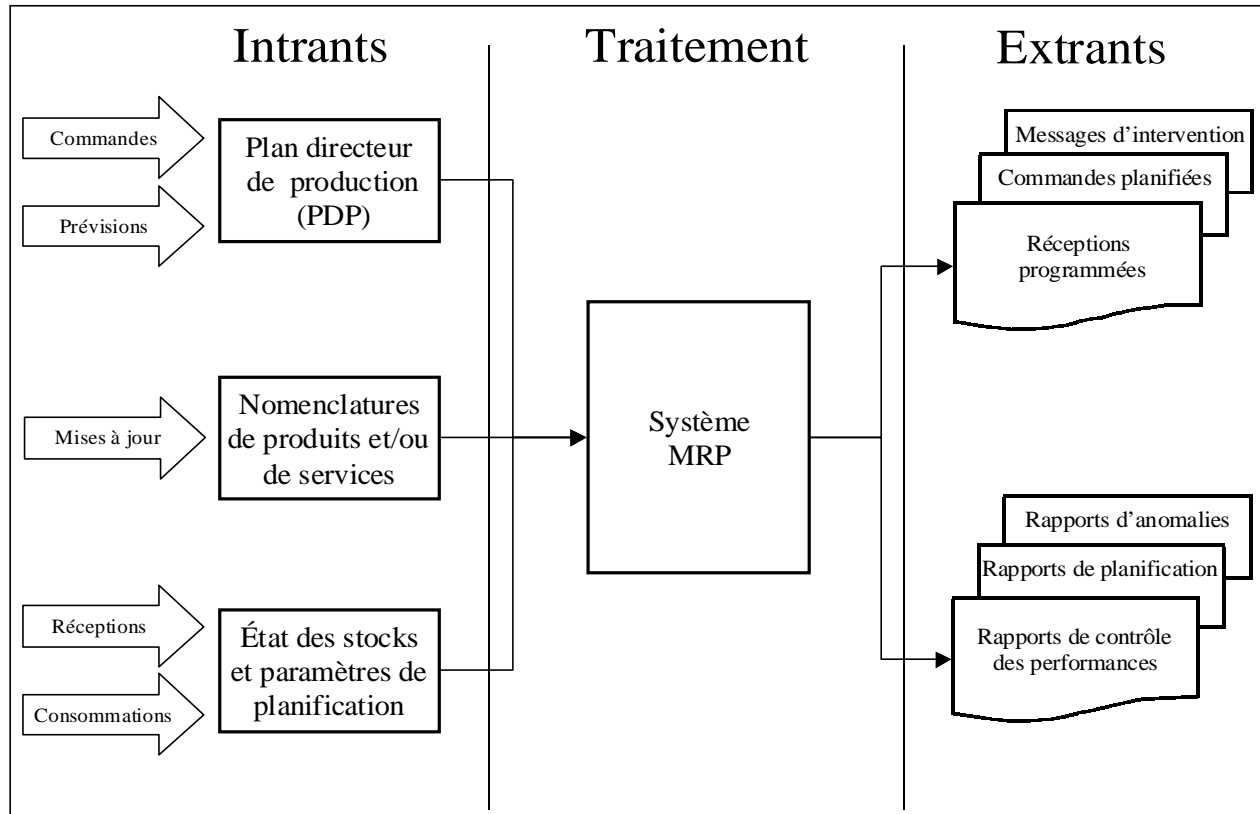 Intrants
Traitement
Extrants
Commandes
Prévisions
Plan directeur
de production
(PDP)
Mises à jour
Nomenclatures
de produits et/ou
de services
Réceptions
Consommations
État des stocks
et paramètres de
planification
Système
MRP
Messages d’intervention
Commandes planifiées
Réceptions
programmées
Rapports d’anomalies
Rapports de planification
Rapports de contrôle
des performances